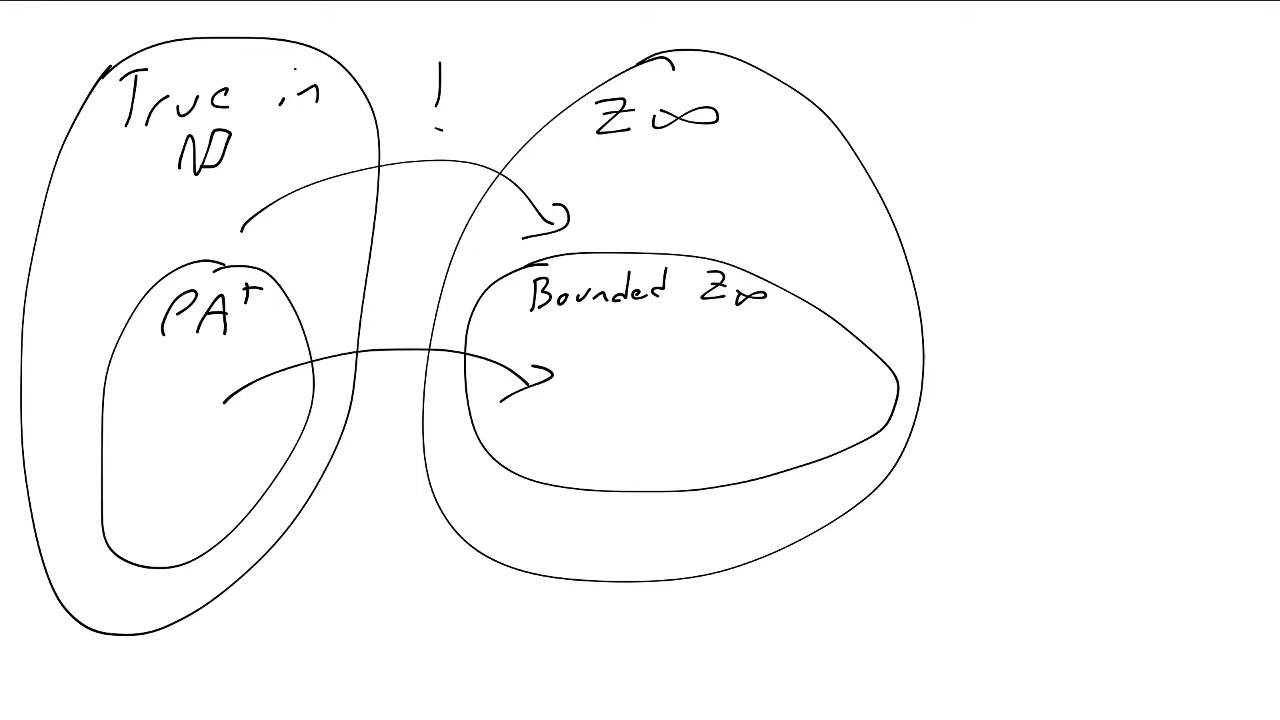 True in
ℕ
!
Z∞
PA⁺
Bounded Z∞